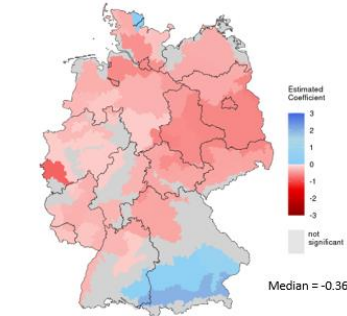 Estimated
Coefficient
3
2
1
0
-1
-2
-3
not
significant
Median = -0.36